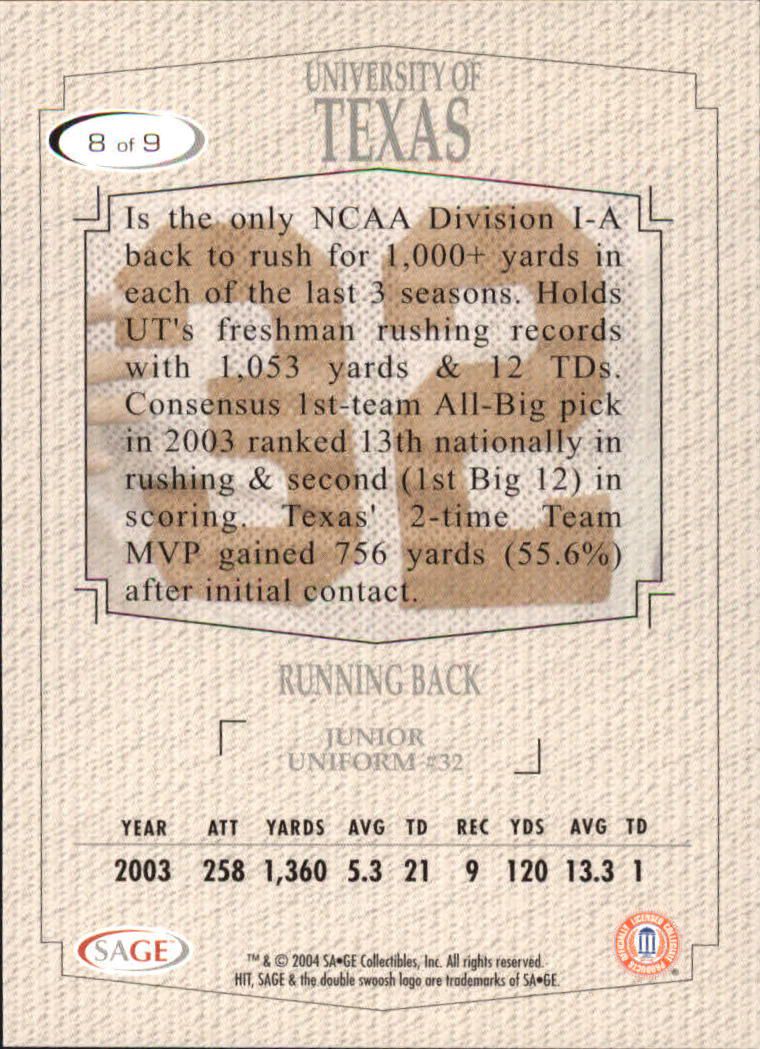 UNIVERSITY OF
TEXAS
8 of 9
Is the only NCAA Division I-A
back to rush for 1,000+ yards in
each of the last 3 seasons. Holds
UT's freshman rushing records
with 1,053 yards & 12 TDs.
Consensus 1st-team All-Big pick
in 2003 ranked 13th nationally in
rushing & second (1st Big 12) in
scoring. Texas' 2-time Team
MVP gained 756 yards (55.6%)
after initial contact.
32
RUNNING BACK
JUNIOR
UNIFORM #32
YEAR ATT YARDS AVG TD REC YDS AVG TD
2003 258 1,360 5.3 21 9 120 13.3 1
SAGE™
™ & © 2004 SA•GE Collectibles, Inc. All rights reserved.
HIT, SAGE & the double swoosh logo are trademarks of SA•GE.
OFFICIALLY LICENSED COLLEGIATE PRODUCTS ®